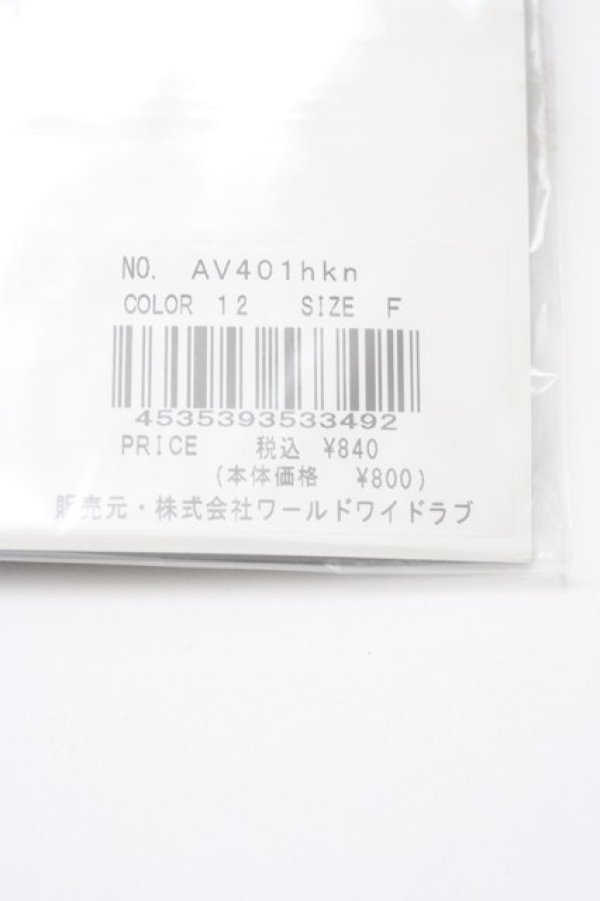 NO. AV401hkn
COLOR 12 SIZE F
4535393533492
PRICE 税込 ¥840
(本体価格 ¥800)
販売元・株式会社ワールドワイドラブ